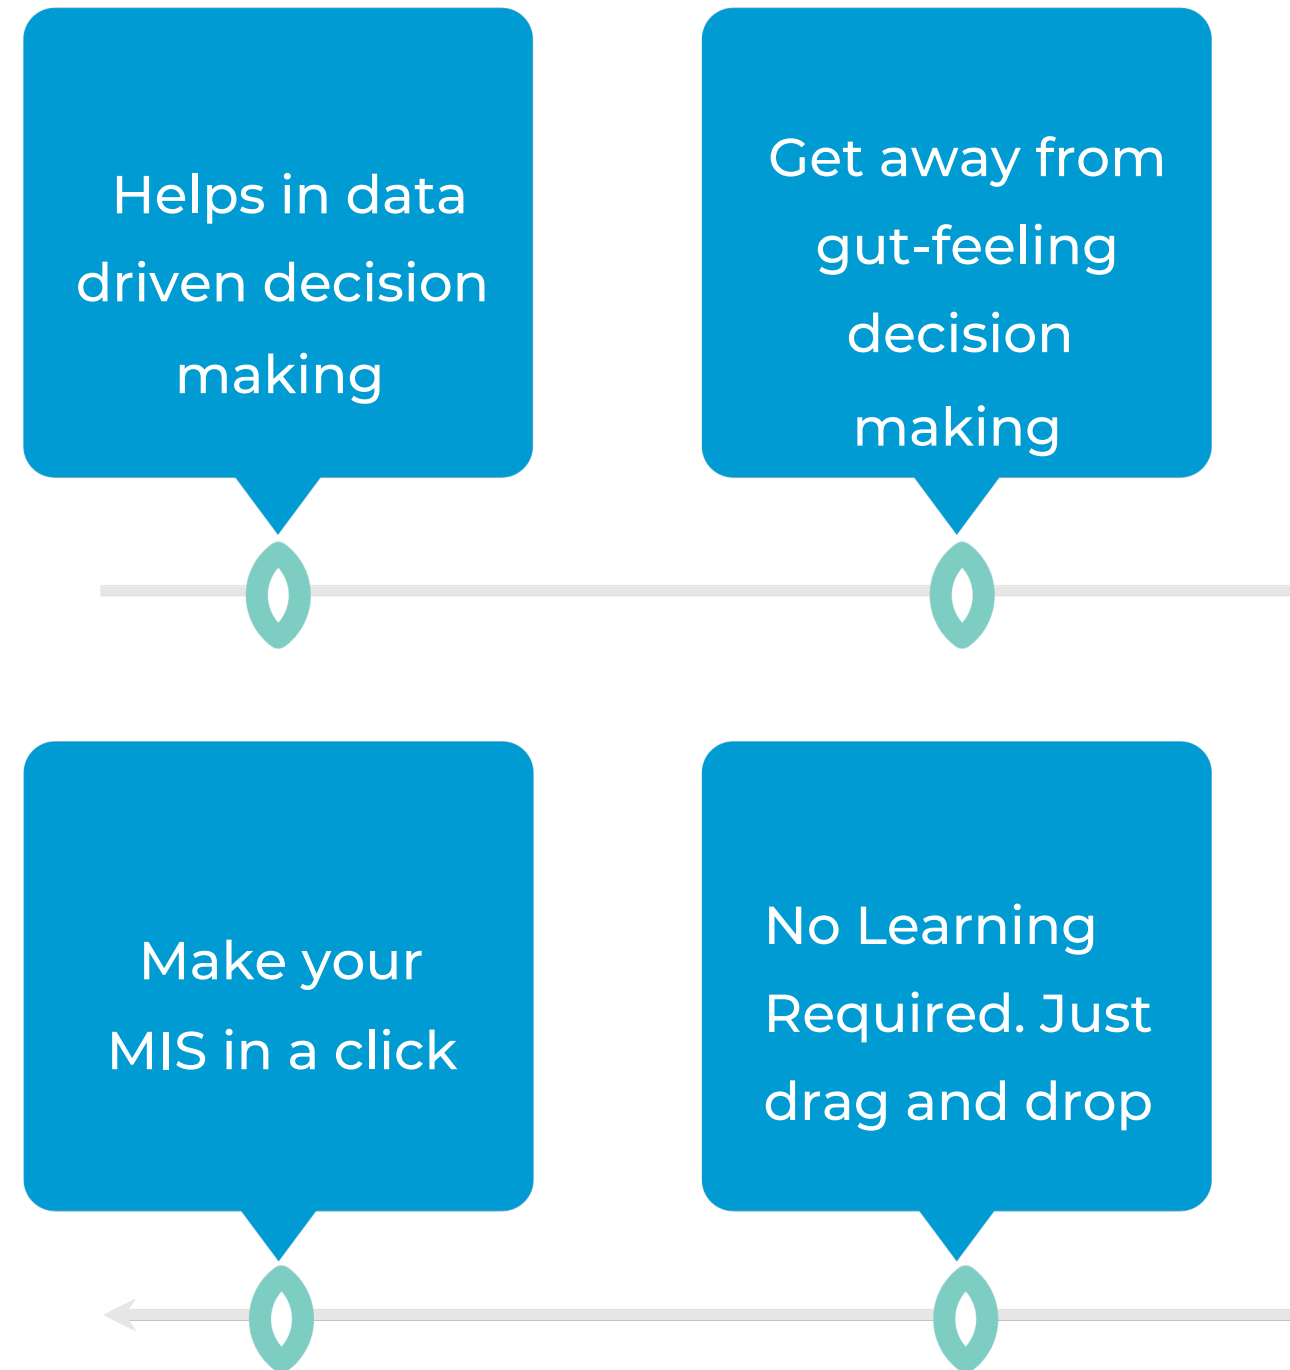 Helps in data
driven decision
making
Get away from
gut-feeling
decision
making
Make your
MIS in a click
No Learning
Required. Just
drag and drop